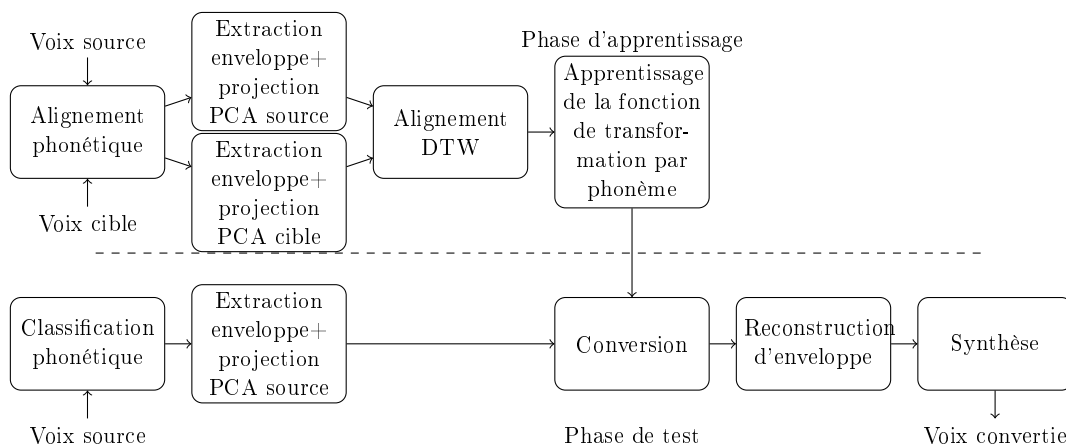 Voix source
Alignement
phonétique
Voix cible
Extraction
enveloppe+
projection
PCA source
Extraction
enveloppe+
projection
PCA cible
Alignement
DTW
Phase d'apprentissage
Apprentissage
de la fonction
de transfor-
mation par
phonème
Classification
phonétique
Voix source
Extraction
enveloppe+
projection
PCA source
Conversion
Phase de test
Reconstruction
d'enveloppe
Synthèse
Voix convertie